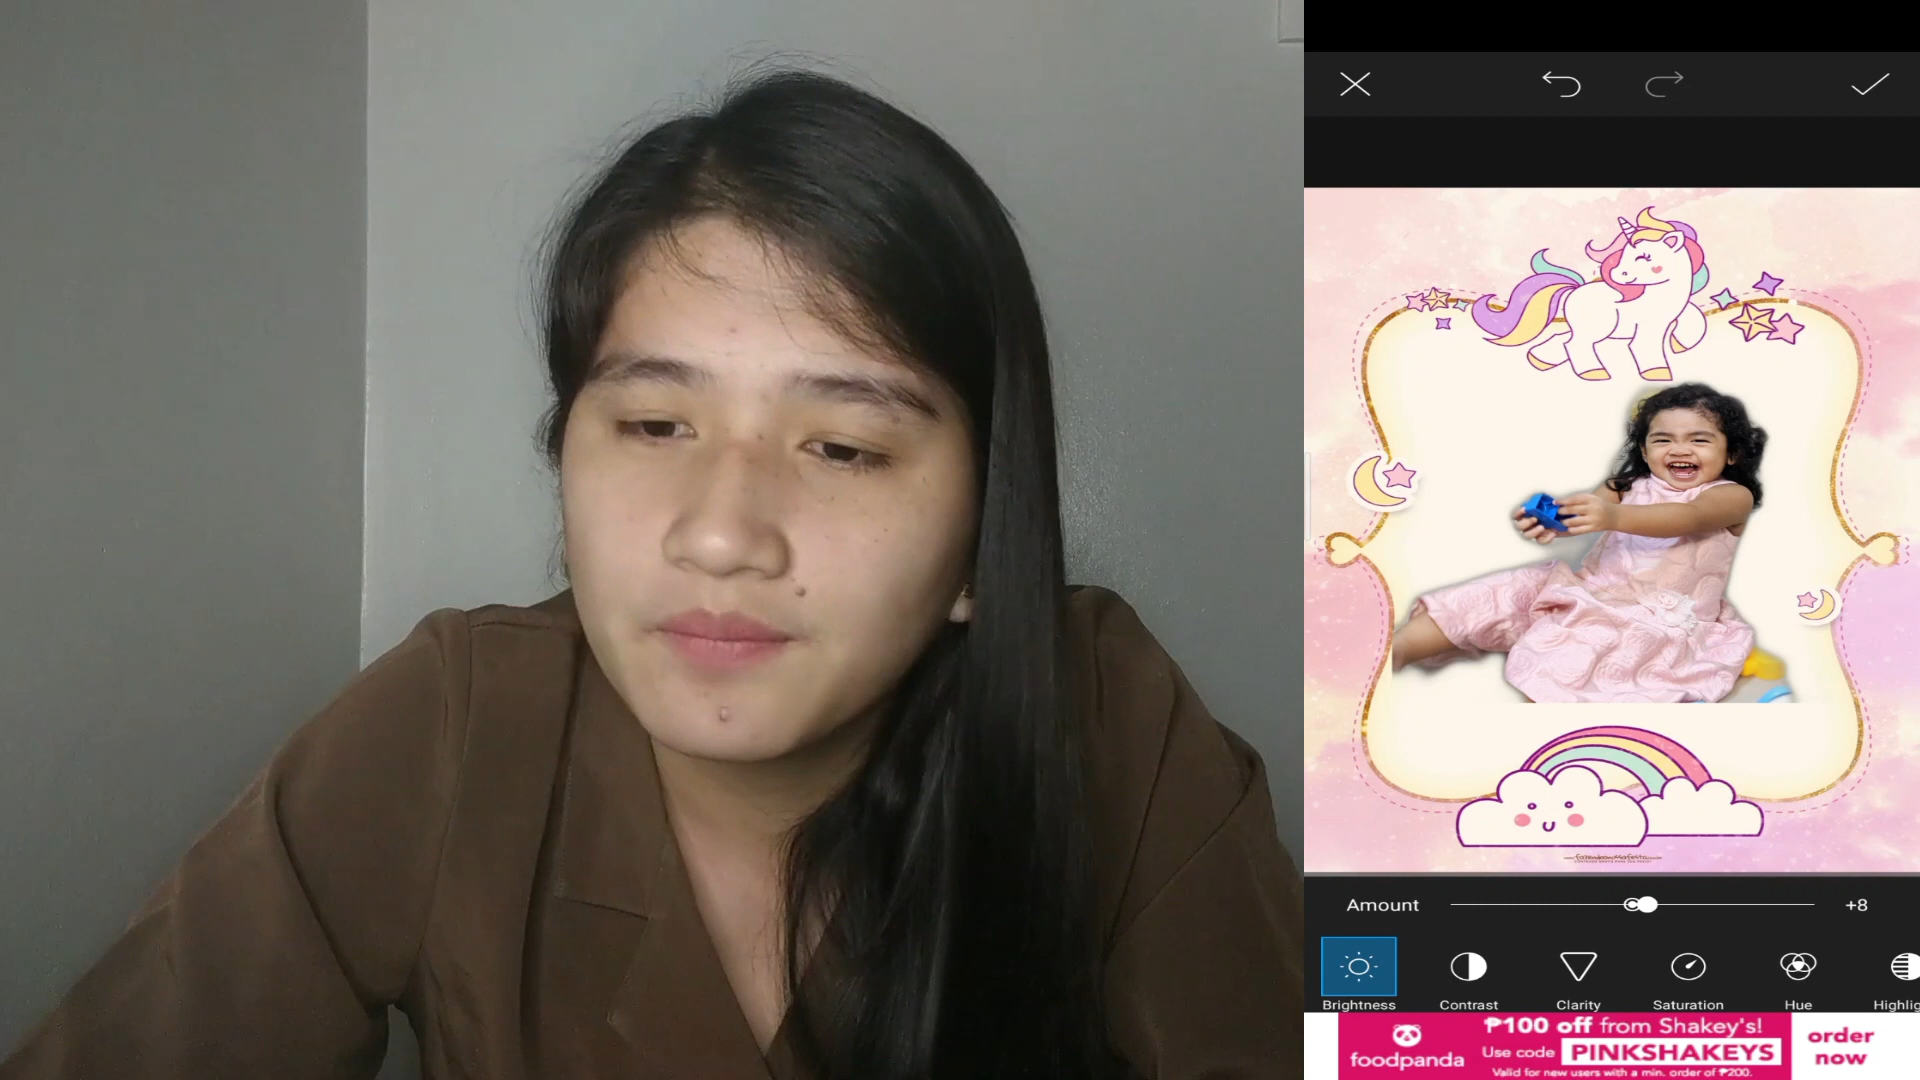 Amount
+8
Brightness
Contrast
Clarity
Saturation
Hue
Highlig
foodpanda
₱100 off from Shakey's!
Use code PINKSHAKEYS
Valid for new users with a min. order of ₱200.
order
now